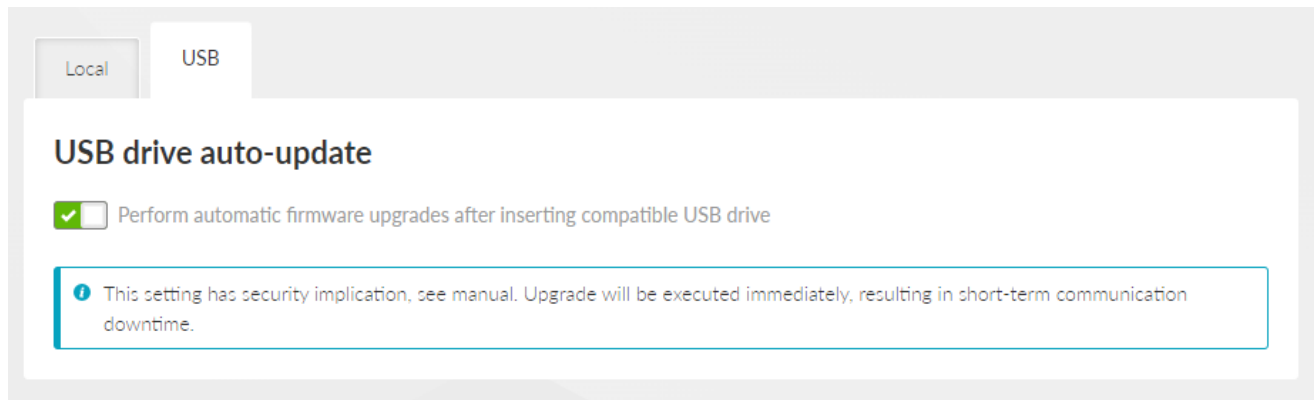 Local
USB
USB drive auto-update
Perform automatic firmware upgrades after inserting compatible USB drive
This setting has security implication, see manual. Upgrade will be executed immediately, resulting in short-term communication
downtime.